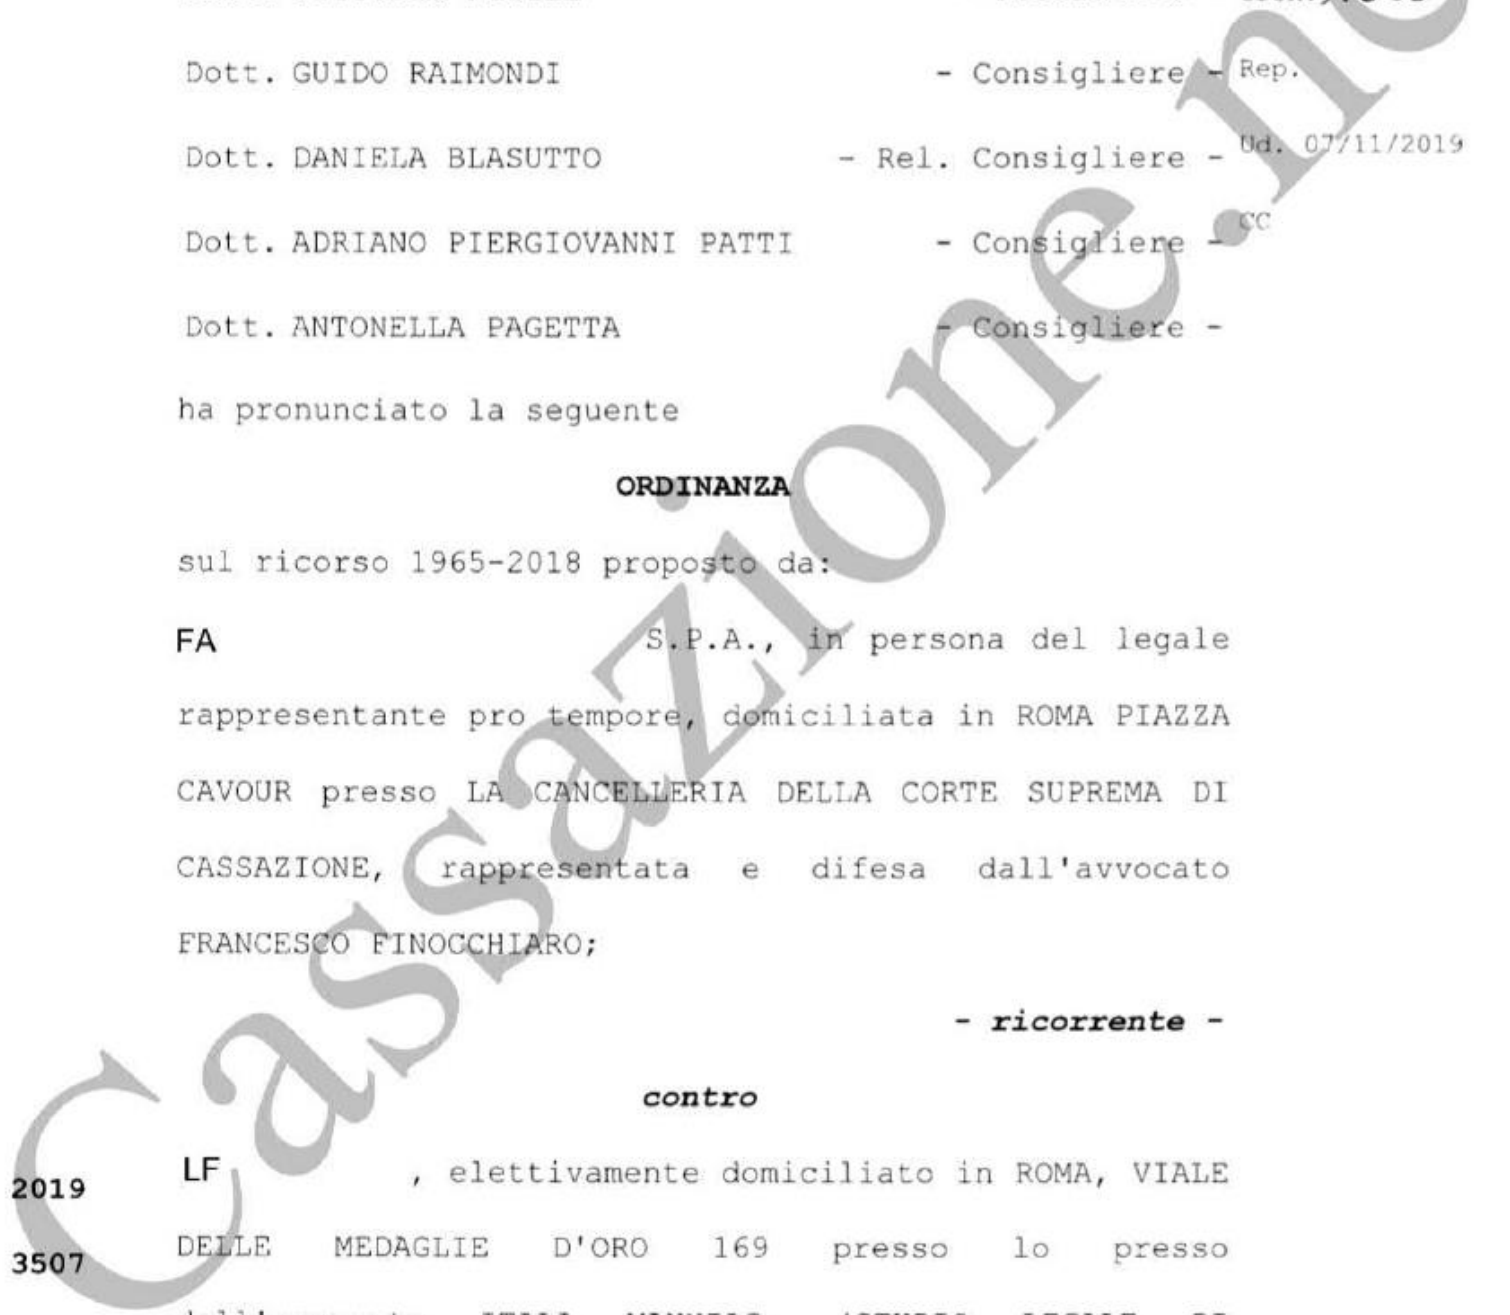 Dott. GUIDO RAIMONDI - Consigliere - Rep.
Dott. DANIELA BLASUTTO - Rel. Consigliere - Ud. 07/11/2019
Dott. ADRIANO PIERGIOVANNI PATTI - Consigliere - CC
Dott. ANTONELLA PAGETTA - Consigliere -
ha pronunciato la seguente
ORDINANZA
sul ricorso 1965-2018 proposto da:
FA S.P.A., in persona del legale
rappresentante pro tempore, domiciliata in ROMA PIAZZA
CAVOUR presso LA CANCELLERIA DELLA CORTE SUPREMA DI
CASSAZIONE, rappresentata e difesa dall'avvocato
FRANCESCO FINOCCHIARO;
- ricorrente -
contro
LF , elettivamente domiciliato in ROMA, VIALE
2019
DELLE MEDAGLIE D'ORO 169 presso lo presso
3507
Cassazione.ne